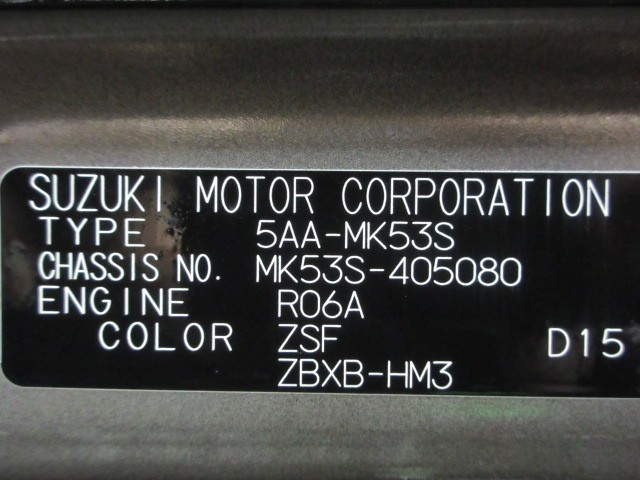 SUZUKI MOTOR CORPORATION
TYPE 5AA-MK53S
CHASSIS NO. MK53S-405080
ENGINE R06A
COLOR ZSF D15
ZBXB-HM3